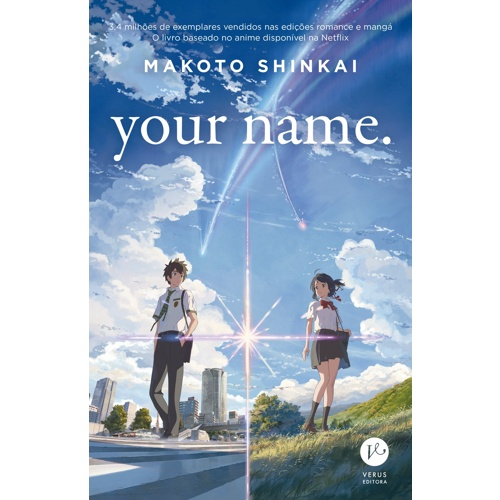 3,4 milhões de exemplares vendidos nas edições romance e mangá
O livro baseado no anime disponível na Netflix
MAKOTO SHINKAI
your name.
VERUS
EDITORA